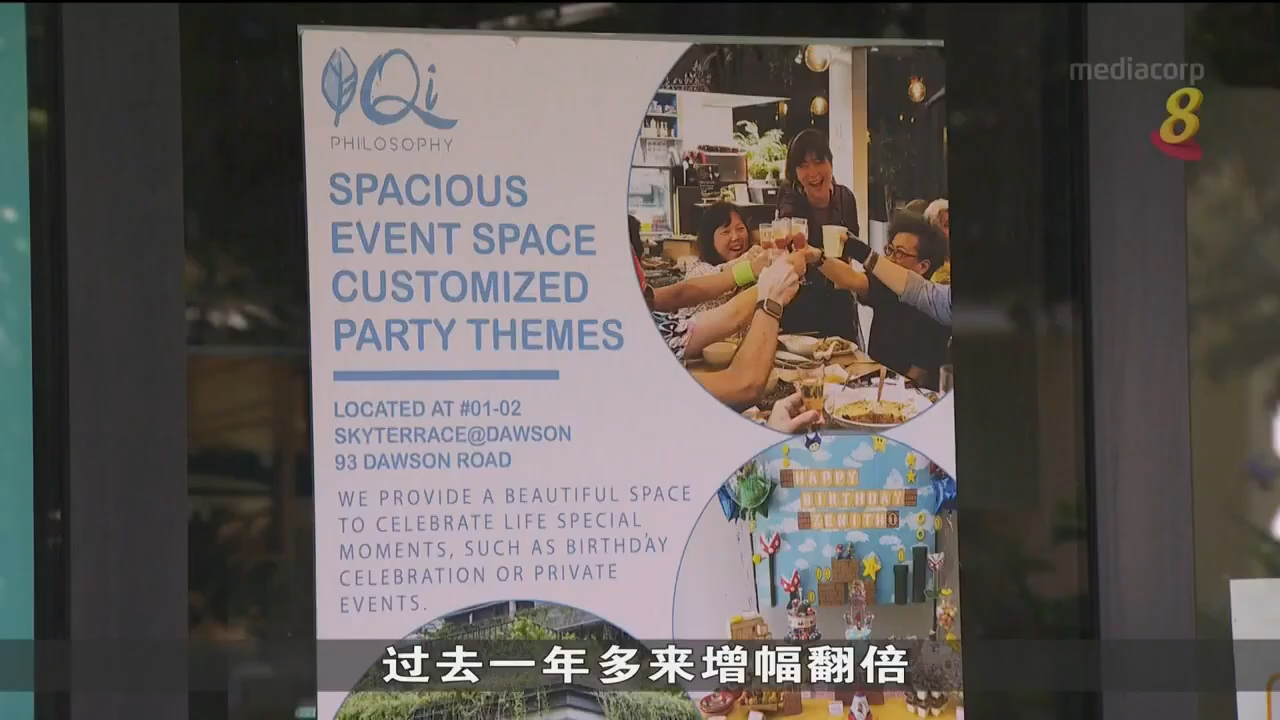 mediacorp
8
Qi
PHILOSOPHY
SPACIOUS
EVENT SPACE
CUSTOMIZED
PARTY THEMES
LOCATED AT #01-02
SKYTERRACE@DAWSON
93 DAWSON ROAD
WE PROVIDE A BEAUTIFUL SPACE
TO CELEBRATE LIFE SPECIAL
MOMENTS, SUCH AS BIRTHDAY
CELEBRATION OR PRIVATE
EVENTS.
HAPPY
BIRTHDAY
ZENITH
过去一年多来增幅翻倍